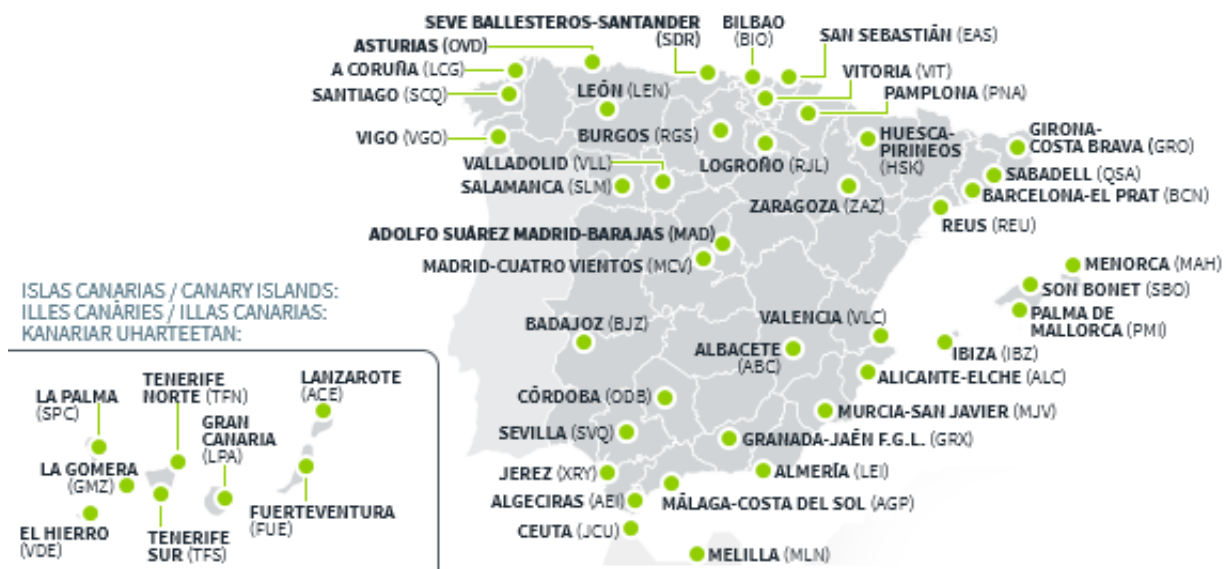 SEVE BALLESTEROS-SANTANDER
(SDR)
BILBAO
(BIO)
SAN SEBASTIÁN (EAS)
ASTURIAS (OVD)
A CORUÑA (LCG)
VITORIA (VIT)
SANTIAGO (SCQ)
LEÓN (LEN)
PAMPLONA (PNA)
VIGO (VGO)
BURGOS (RGS)
HUESCA-
PIRINEOS
(HSK)
GIRONA-
COSTA BRAVA (GRO)
VALLADOLID (VLL)
LOGROÑO (RJL)
SABADELL (QSA)
SALAMANCA (SLM)
BARCELONA-EL PRAT (BCN)
ZARAGOZA (ZAZ)
REUS (REU)
ADOLFO SUÁREZ MADRID-BARAJAS (MAD)
MADRID-CUATRO VIENTOS (MCV)
MENORCA (MAH)
SON BONET (SBO)
PALMA DE
MALLORCA (PMI)
ISLAS CANARIAS / CANARY ISLANDS:
ILLES CANÀRIES / ILLAS CANARIAS:
KANARIAR UHARTEETAN:
BADAJOZ (BJZ)
VALENCIA (VLC)
ALBACETE
(ABC)
IBIZA (IBZ)
ALICANTE-ELCHE (ALC)
CÓRDOBA (ODB)
MURCIA-SAN JAVIER (MJV)
SEVILLA (SVQ)
GRANADA-JAÉN F.G.L. (GRX)
JEREZ (XRY)
ALMERÍA (LEI)
ALGECIRAS (AEI)
MÁLAGA-COSTA DEL SOL (AGP)
CEUTA (JCU)
MELILLA (MLN)
LA PALMA
(SPC)
TENERIFE
NORTE (TFN)
LANZAROTE
(ACE)
GRAN
CANARIA
(LPA)
LA GOMERA
(GMZ)
FUERTEVENTURA
(FUE)
EL HIERRO
(VDE)
TENERIFE
SUR (TFS)